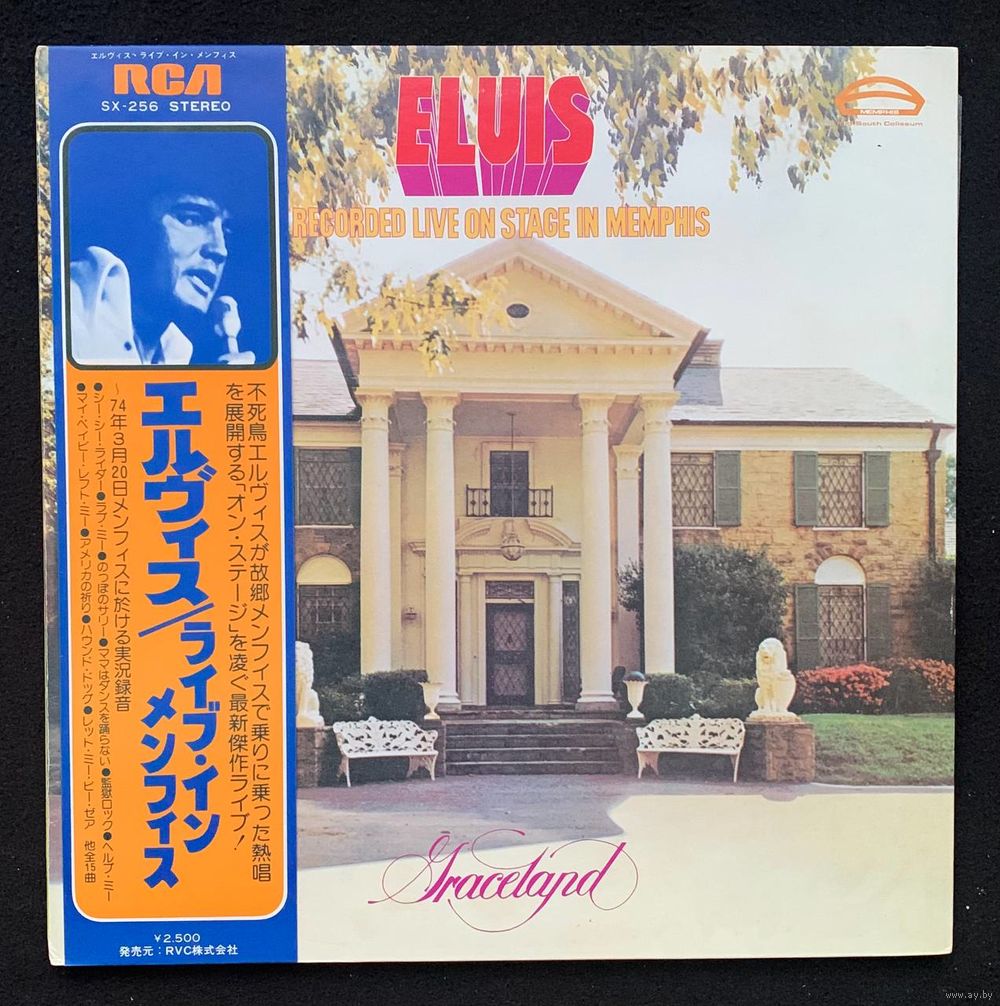 エルヴィス・ライブ・イン・メンフィス
RCA
SX-256 STEREO
不死鳥エルヴィスが故郷メンフィスで乗りに乗った熱唱
を展開する「オン・ステージ」を凌ぐ最新傑作ライブ!
エルヴィス/ライブ・イン
メンフィス
~74年3月20日メンフィスに於ける実況録音
●シー・シー・ライダー●ラブ・ミー●のっぽのサリー●ママはダンスを踊らない●監獄ロック●ヘルプ・ミー
●マイ・ベイビー・レフト・ミー●アメリカの祈り●ハウンド・ドッグ●レット・ミー・ビー・ゼア 他全15曲
¥2.500
発売元:RVC株式会社
ELVIS
RECORDED LIVE ON STAGE IN MEMPHIS
MEMPHIS
South Coliseum
Graceland
www.ay.by